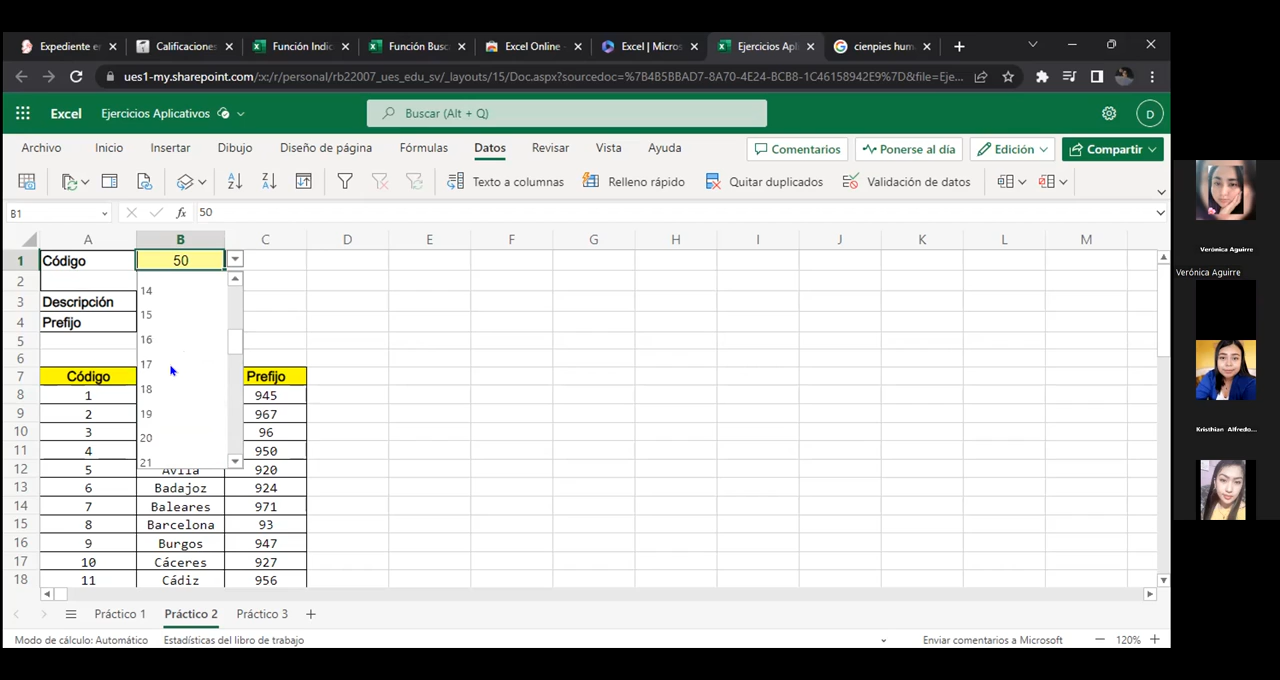 Expediente e
Calificaciones
Función Indic
Función Busc
Excel Online -
Excel | Micros
Ejercicios Apl
cienpies hum
ues1-my.sharepoint.com/:x:/r/personal/rb22007_ues_edu_sv/_layouts/15/Doc.aspx?sourcedoc=%7B4B5BBAD7-8A70-4E24-BCB8-1C46158942E9%7D&file=Eje...
Excel Ejercicios Aplicativos
Buscar (Alt + Q)
D
Archivo Inicio Insertar Dibujo Diseño de página Fórmulas Datos Revisar Vista Ayuda
Comentarios Ponerse al día Edición Compartir
Texto a columnas Relleno rápido Quitar duplicados Validación de datos
B1 fx 50
A B C D E F G H I J K L M
1 Código 50
2
14
3 Descripción
15
4 Prefijo
5
16
6
17
7 Código Prefijo
8 1 945
18
9 2 967
19
10 3 96
20
11 4 950
21
12 5 Ávila 920
13 6 Badajoz 924
14 7 Baleares 971
15 8 Barcelona 93
16 9 Burgos 947
17 10 Cáceres 927
18 11 Cádiz 956
Práctico 1 Práctico 2 Práctico 3
Modo de cálculo: Automático Estadísticas del libro de trabajo Enviar comentarios a Microsoft 120%
Verónica Aguirre
Verónica Aguirre
Kristhian Alfredo...